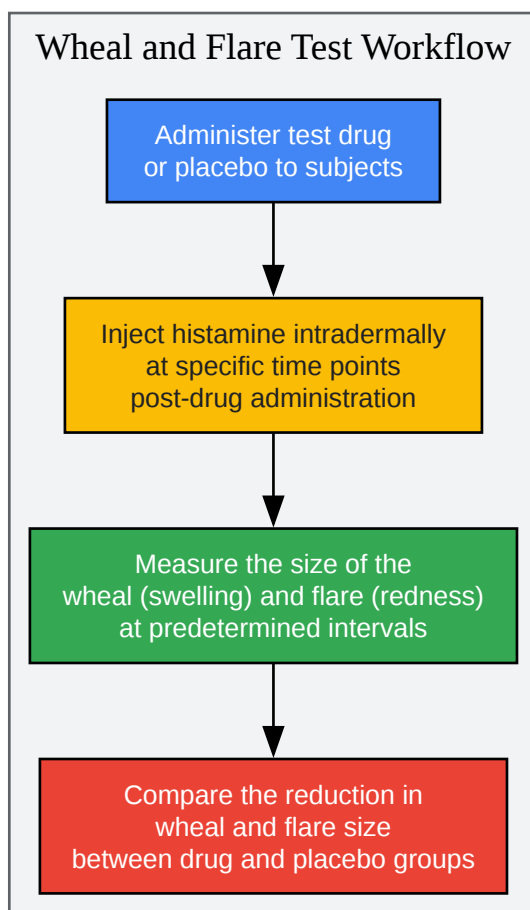 Wheal and Flare Test Workflow
Administer test drug
or placebo to subjects
Inject histamine intradermally
at specific time points
post-drug administration
Measure the size of the
wheal (swelling) and flare (redness)
at predetermined intervals
Compare the reduction in
wheal and flare size
between drug and placebo groups